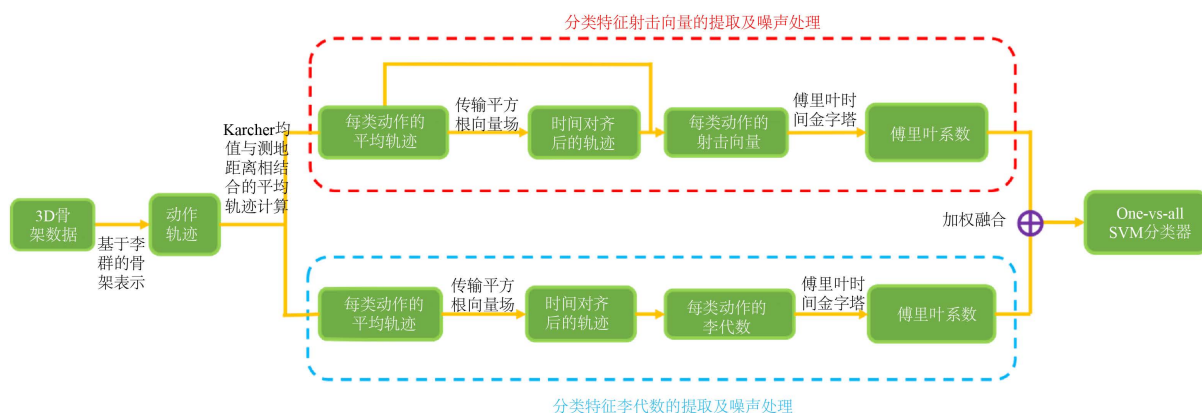 分类特征射击向量的提取及噪声处理
Karcher均
值与测地
距离相结
合的平均
轨迹计算
每类动作的
平均轨迹
传输平方
根向量场
时间对齐
后的轨迹
每类动作的
射击向量
傅里叶时
间金字塔
傅里叶系数
3D骨
架数据
基于李
群的骨
架表示
动作
轨迹
加权融合
One-vs-all
SVM分类器
每类动作的
平均轨迹
传输平方
根向量场
时间对齐
后的轨迹
每类动作的
李代数
傅里叶时
间金字塔
傅里叶系数
分类特征李代数的提取及噪声处理